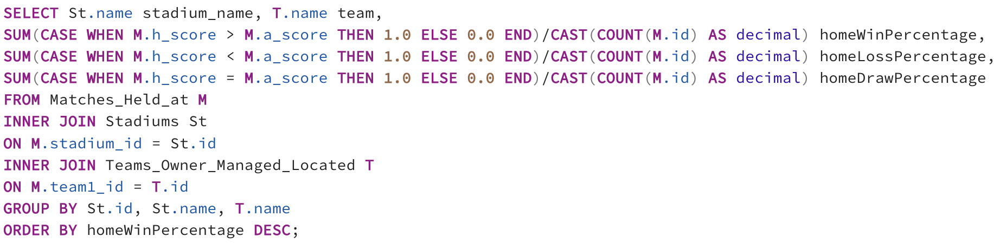 SELECT St.name stadium_name, T.name team,
SUM(CASE WHEN M.h_score > M.a_score THEN 1.0 ELSE 0.0 END)/CAST(COUNT(M.id) AS decimal) homeWinPercentage,
SUM(CASE WHEN M.h_score < M.a_score THEN 1.0 ELSE 0.0 END)/CAST(COUNT(M.id) AS decimal) homeLossPercentage,
SUM(CASE WHEN M.h_score = M.a_score THEN 1.0 ELSE 0.0 END)/CAST(COUNT(M.id) AS decimal) homeDrawPercentage
FROM Matches_Held_at M
INNER JOIN Stadiums St
ON M.stadium_id = St.id
INNER JOIN Teams_Owner_Managed_Located T
ON M.team1_id = T.id
GROUP BY St.id, St.name, T.name
ORDER BY homeWinPercentage DESC;